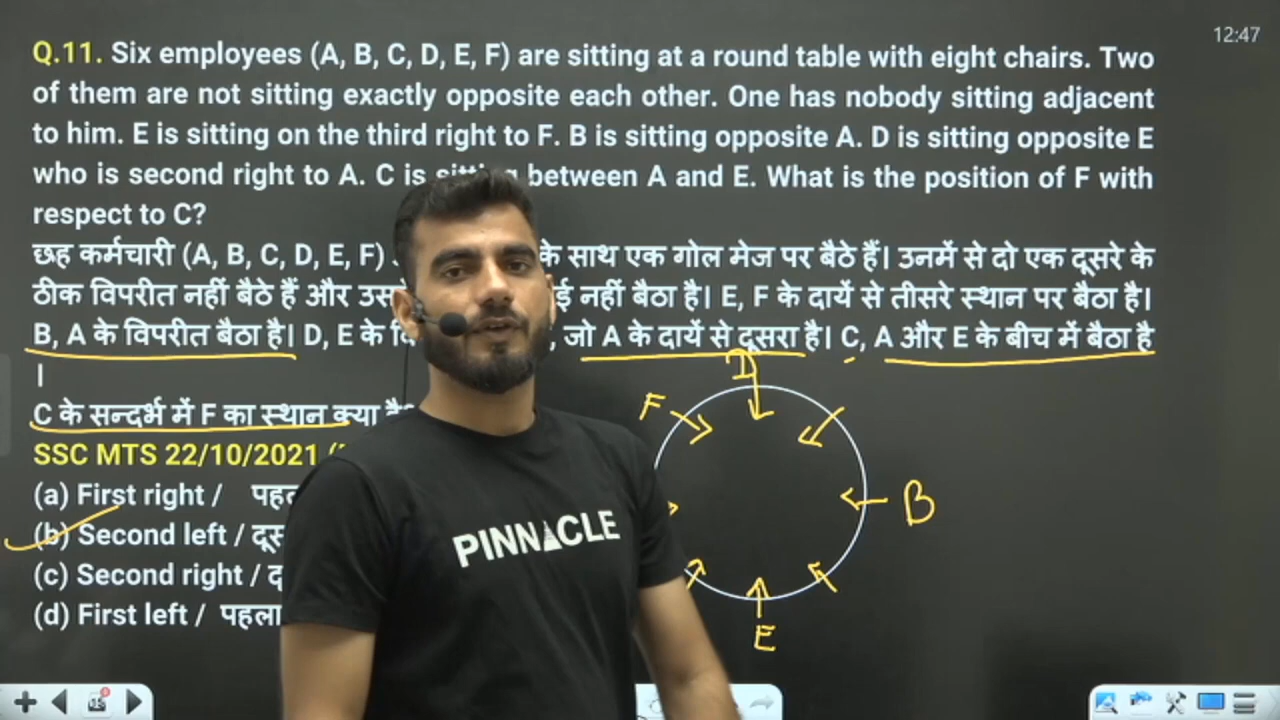 12:47
Q.11. Six employees (A, B, C, D, E, F) are sitting at a round table with eight chairs. Two
of them are not sitting exactly opposite each other. One has nobody sitting adjacent
to him. E is sitting on the third right to F. B is sitting opposite A. D is sitting opposite E
who is second right to A. C is between A and E. What is the position of F with
respect to C?
छह कर्मचारी (A, B, C, D, E, F) के साथ एक गोल मेज पर बैठे हैं। उनमें से दो एक दूसरे के
ठीक विपरीत नहीं बैठे हैं और नहीं बैठा है। E, F के दायें से तीसरे स्थान पर बैठा है।
B, A के विपरीत बैठा है। D, E के जो A के दायें से दूसरा है। C, A और E के बीच में बैठा है
।
C के सन्दर्भ में F का स्थान क्या
SSC MTS 22/10/2021
(a) First right /
(b) Second left /
(c) Second right /
(d) First left / पहला
D
F
B
E
PINNACLE